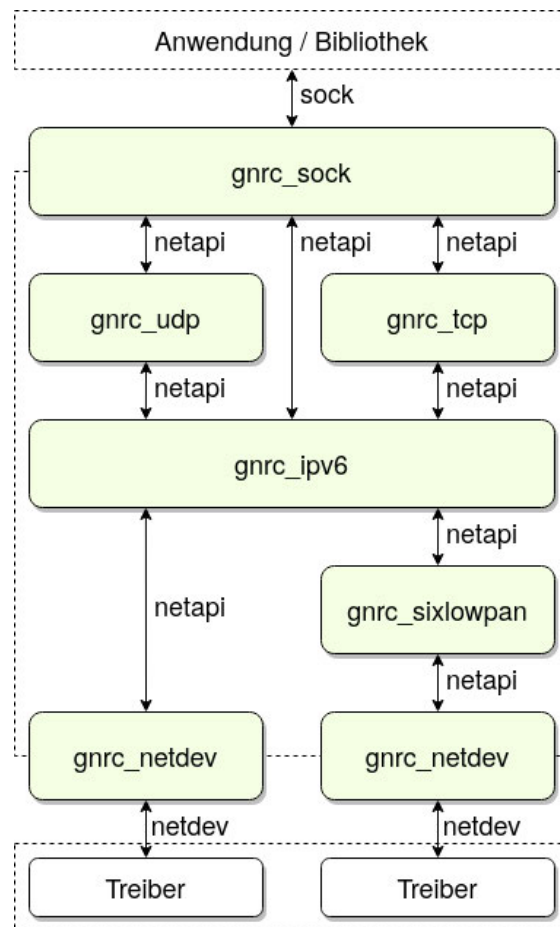 Anwendung / Bibliothek
sock
gnrc_sock
netapi netapi netapi
gnrc_udp gnrc_tcp
netapi netapi
gnrc_ipv6
netapi
netapi
gnrc_sixlowpan
netapi
gnrc_netdev gnrc_netdev
netdev netdev
Treiber Treiber